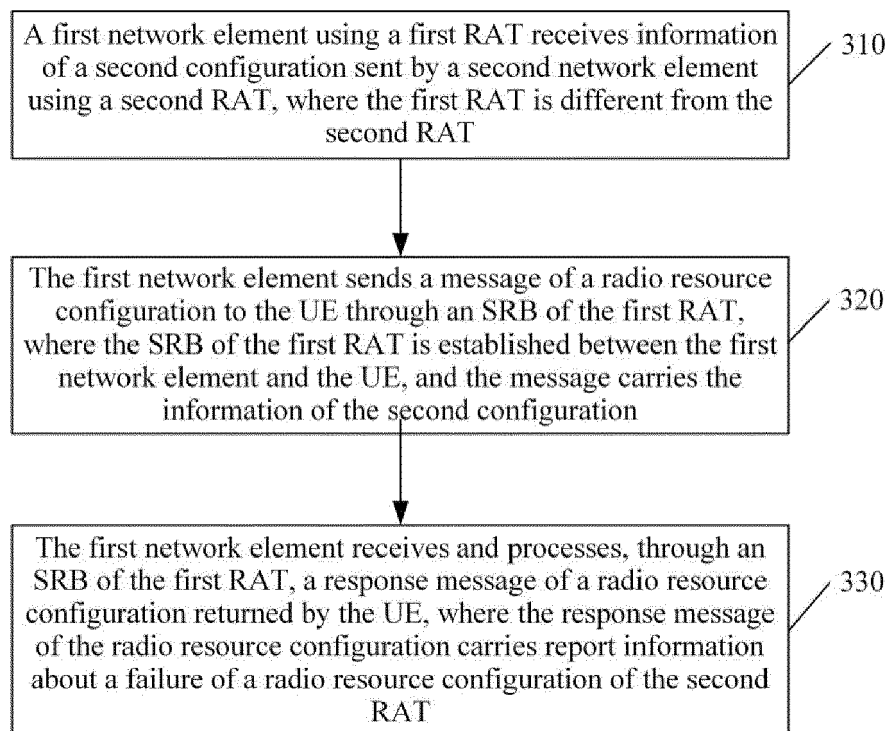 A first network element using a first RAT receives information
of a second configuration sent by a second network element
using a second RAT, where the first RAT is different from the
second RAT
310
The first network element sends a message of a radio resource
configuration to the UE through an SRB of the first RAT,
where the SRB of the first RAT is established between the first
network element and the UE, and the message carries the
information of the second configuration
320
The first network element receives and processes, through an
SRB of the first RAT, a response message of a radio resource
configuration returned by the UE, where the response message
of the radio resource configuration carries report information
about a failure of a radio resource configuration of the second
RAT
330